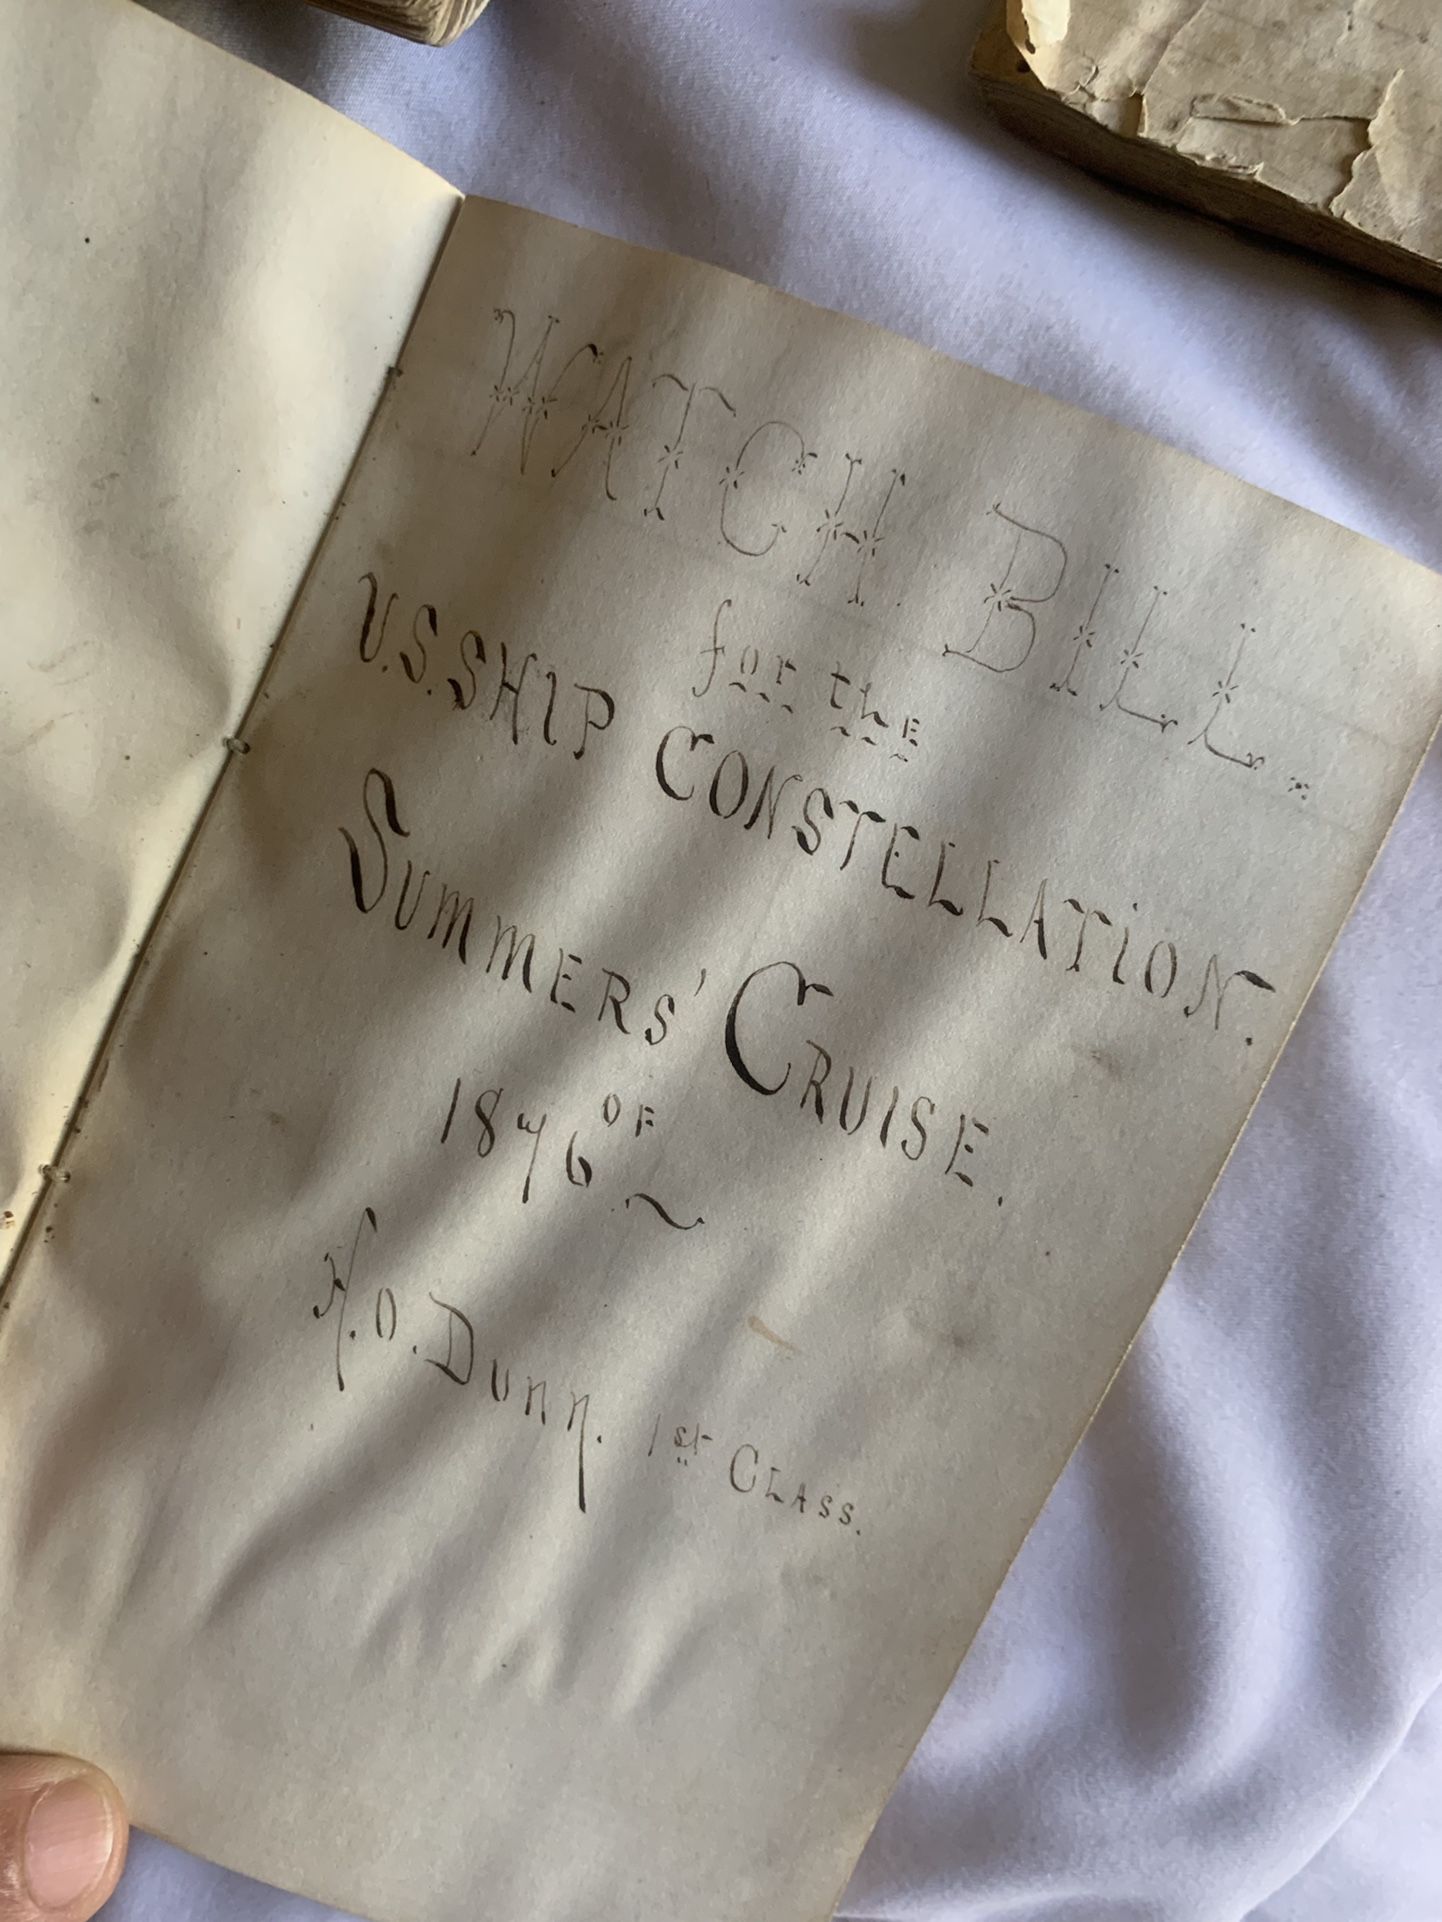 WATCH BILL.
for the
U.S. SHIP CONSTELLATION.
SUMMERS' CRUISE.
OF
1876
H.O. Dunn. 1st CLASS.